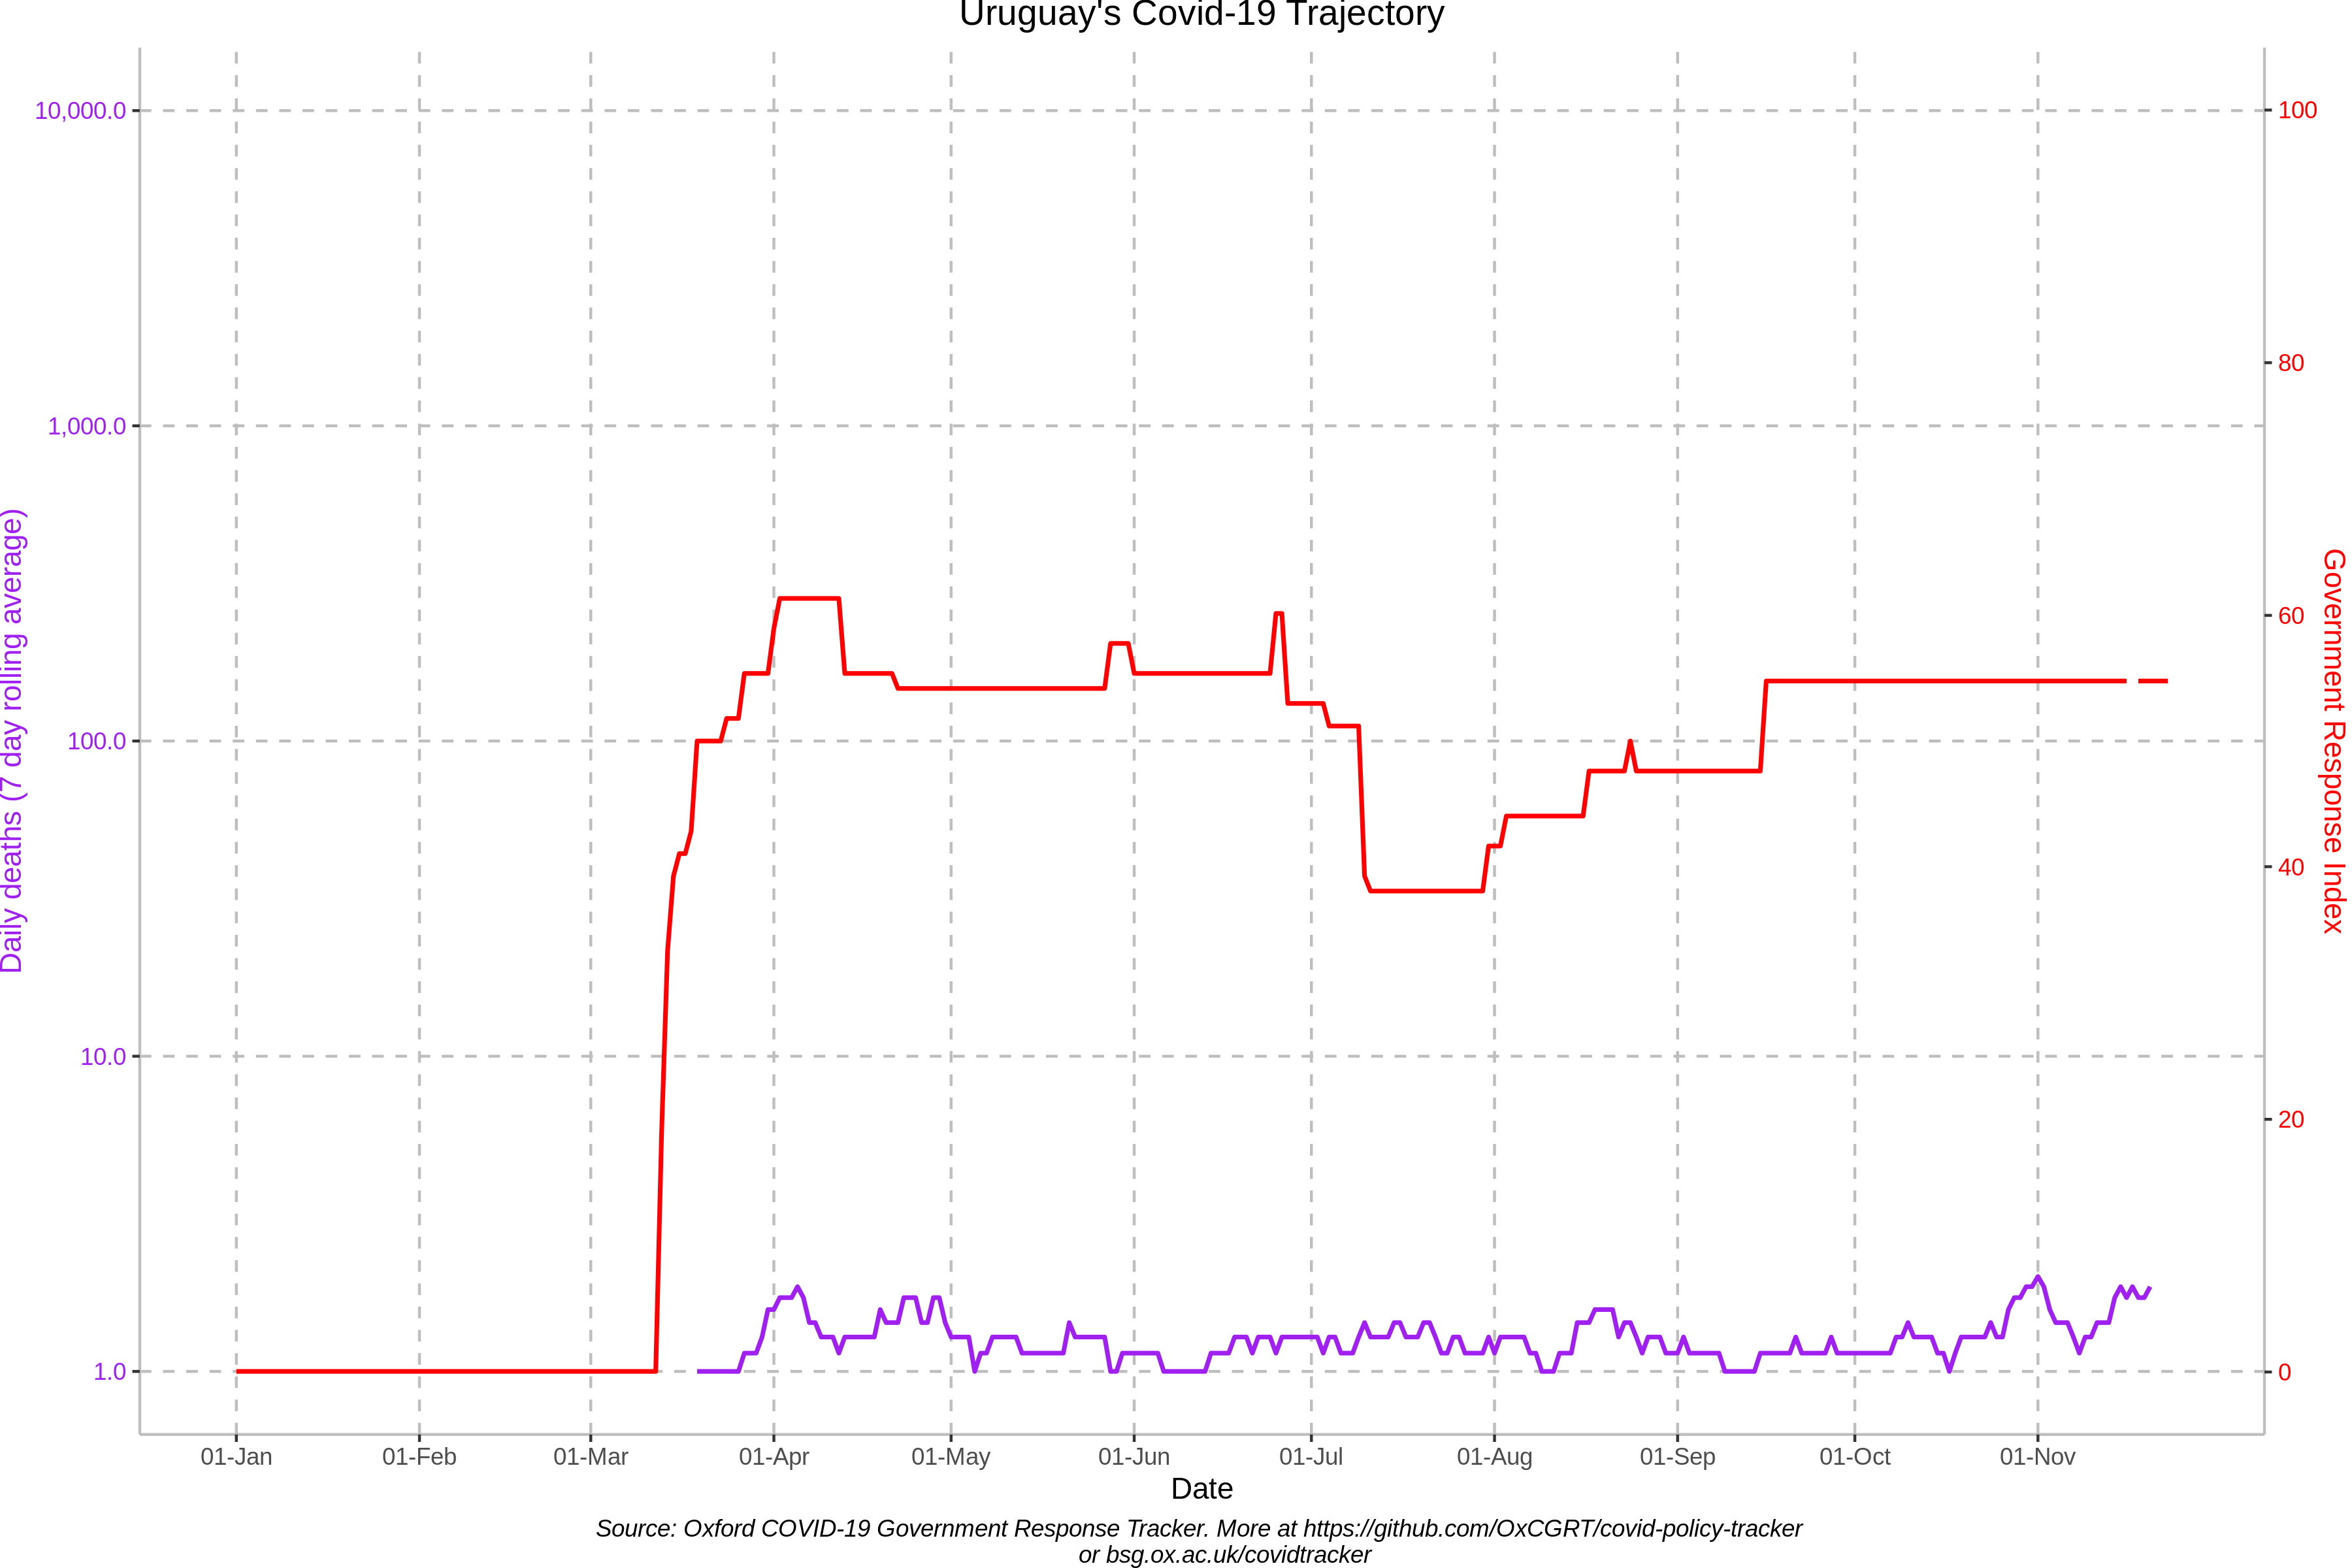 Uruguay's Covid-19 Trajectory
10,000.0
1,000.0
100.0
10.0
1.0
Daily deaths (7 day rolling average)
100
80
60
40
20
0
Government Response Index
01-Jan 01-Feb 01-Mar 01-Apr 01-May 01-Jun 01-Jul 01-Aug 01-Sep 01-Oct 01-Nov
Date
Source: Oxford COVID-19 Government Response Tracker. More at https://github.com/OxCGRT/covid-policy-tracker
or bsg.ox.ac.uk/covidtracker